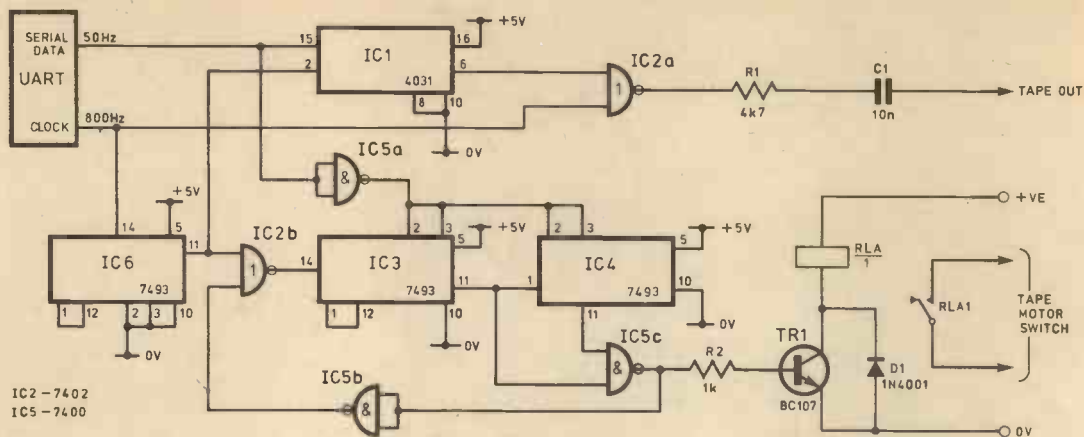 SERIAL DATA
UART
CLOCK
50Hz
800Hz
15
2
IC1
4031
16
+5V
6
8
10
0V
IC2a
1
R1
4k7
C1
10n
TAPE OUT
IC5a
&
14
+5V
5
IC6
7493
11
1
12
2
3
10
0V
IC2b
1
14
2
3
5
+5V
IC3
7493
11
1
12
10
0V
2
3
1
IC4
7493
5
+5V
10
0V
11
IC5c
&
R2
1k
TR1
BC107
RLA
1
+VE
D1
1N4001
RLA1
TAPE MOTOR SWITCH
0V
IC5b
&
IC2-7402
IC5-7400